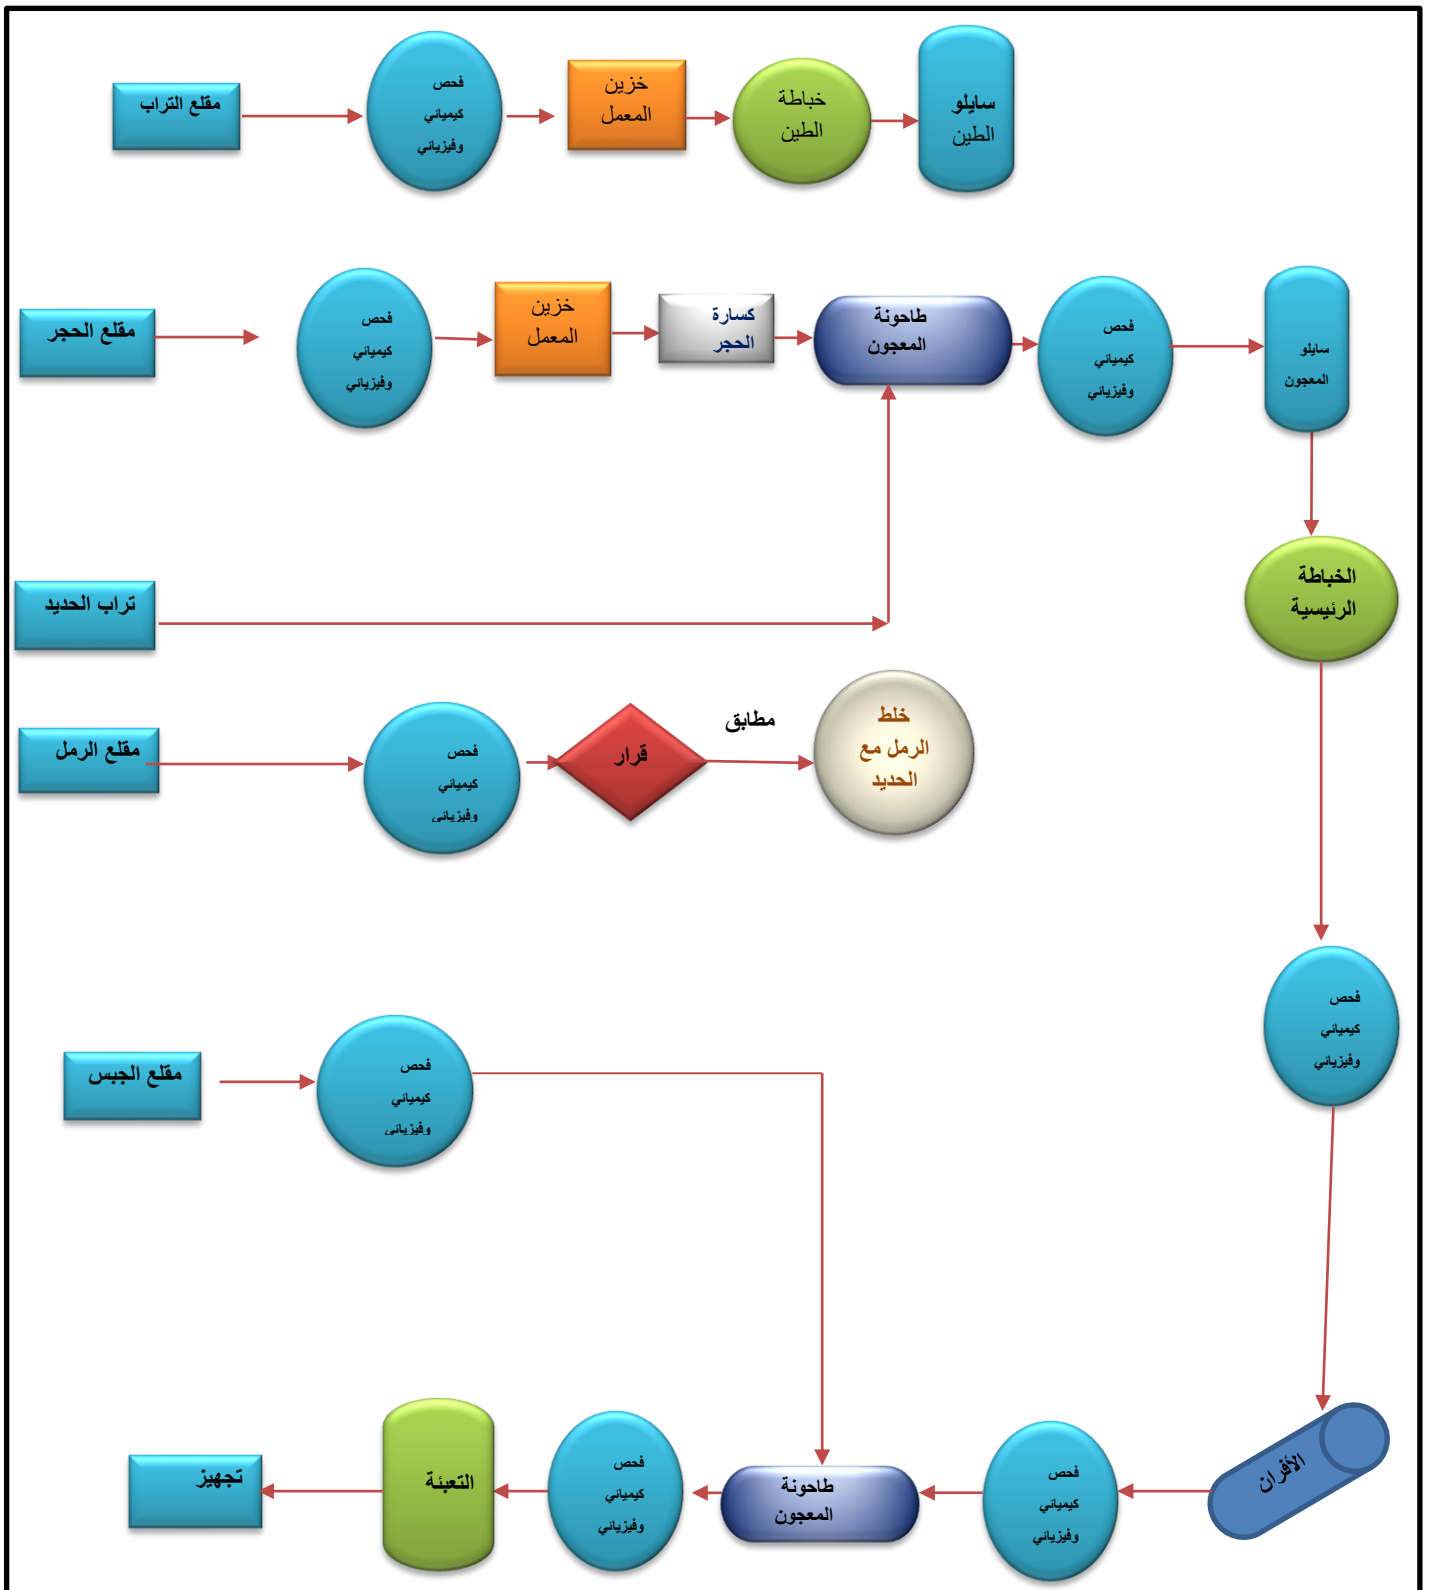 مقلع التراب
فحص
كيميائي
وفيزيائي
خزين
المعمل
خباطة
الطين
سايلو
الطين
مقلع الحجر
فحص
كيميائي
وفيزيائي
خزين
المعمل
كسارة
الحجر
طاحونة
المعجون
فحص
كيميائي
وفيزيائي
سايلو
المعجون
تراب الحديد
الخباطة
الرئيسية
مقلع الرمل
فحص
كيميائي
وفيزيائي
قرار
مطابق
خلط
الرمل مع
الحديد
فحص
كيميائي
وفيزيائي
مقلع الجبس
فحص
كيميائي
وفيزيائي
الأفران
فحص
كيميائي
وفيزيائي
طاحونة
المعجون
فحص
كيميائي
وفيزيائي
التعبئة
تجهيز